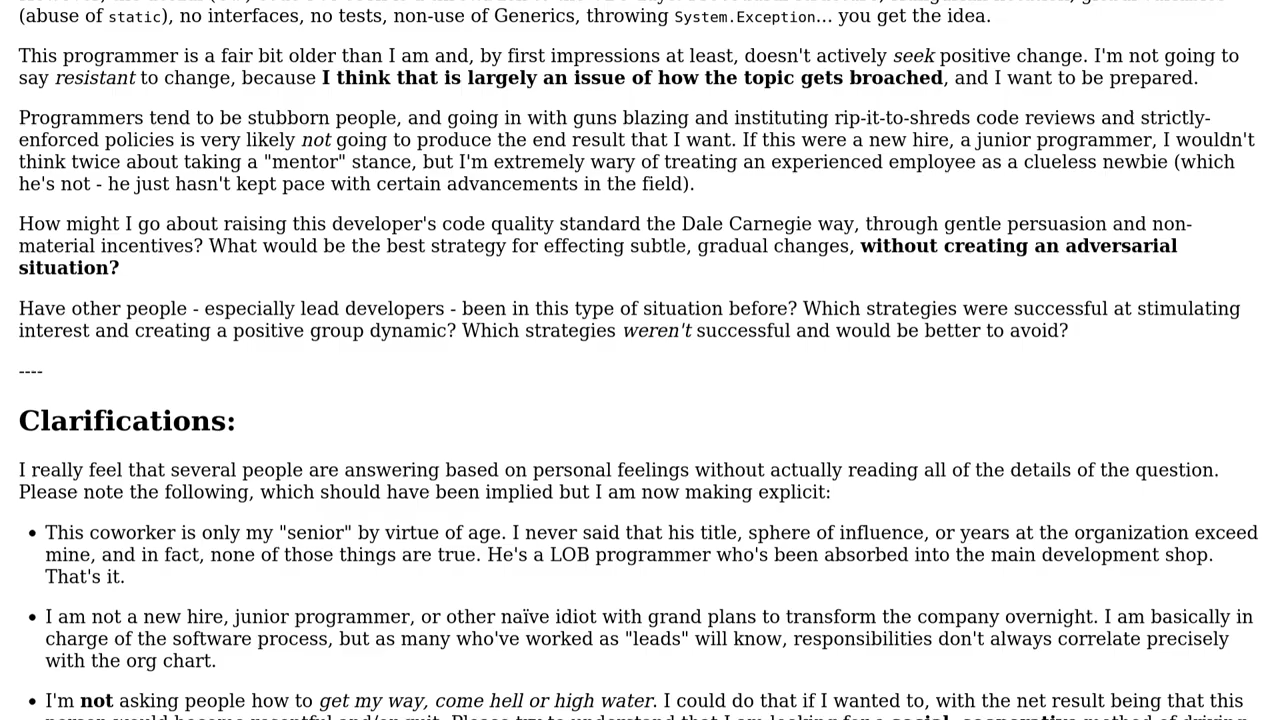 (abuse of static), no interfaces, no tests, non-use of Generics, throwing System.Exception... you get the idea.
This programmer is a fair bit older than I am and, by first impressions at least, doesn't actively seek positive change. I'm not going to
say resistant to change, because I think that is largely an issue of how the topic gets broached, and I want to be prepared.
Programmers tend to be stubborn people, and going in with guns blazing and instituting rip-it-to-shreds code reviews and strictly-
enforced policies is very likely not going to produce the end result that I want. If this were a new hire, a junior programmer, I wouldn't
think twice about taking a "mentor" stance, but I'm extremely wary of treating an experienced employee as a clueless newbie (which
he's not - he just hasn't kept pace with certain advancements in the field).
How might I go about raising this developer's code quality standard the Dale Carnegie way, through gentle persuasion and non-
material incentives? What would be the best strategy for effecting subtle, gradual changes, without creating an adversarial
situation?
Have other people - especially lead developers - been in this type of situation before? Which strategies were successful at stimulating
interest and creating a positive group dynamic? Which strategies weren't successful and would be better to avoid?
----
Clarifications:
I really feel that several people are answering based on personal feelings without actually reading all of the details of the question.
Please note the following, which should have been implied but I am now making explicit:
• This coworker is only my "senior" by virtue of age. I never said that his title, sphere of influence, or years at the organization exceed
mine, and in fact, none of those things are true. He's a LOB programmer who's been absorbed into the main development shop.
That's it.
• I am not a new hire, junior programmer, or other naïve idiot with grand plans to transform the company overnight. I am basically in
charge of the software process, but as many who've worked as "leads" will know, responsibilities don't always correlate precisely
with the org chart.
• I'm not asking people how to get my way, come hell or high water. I could do that if I wanted to, with the net result being that this